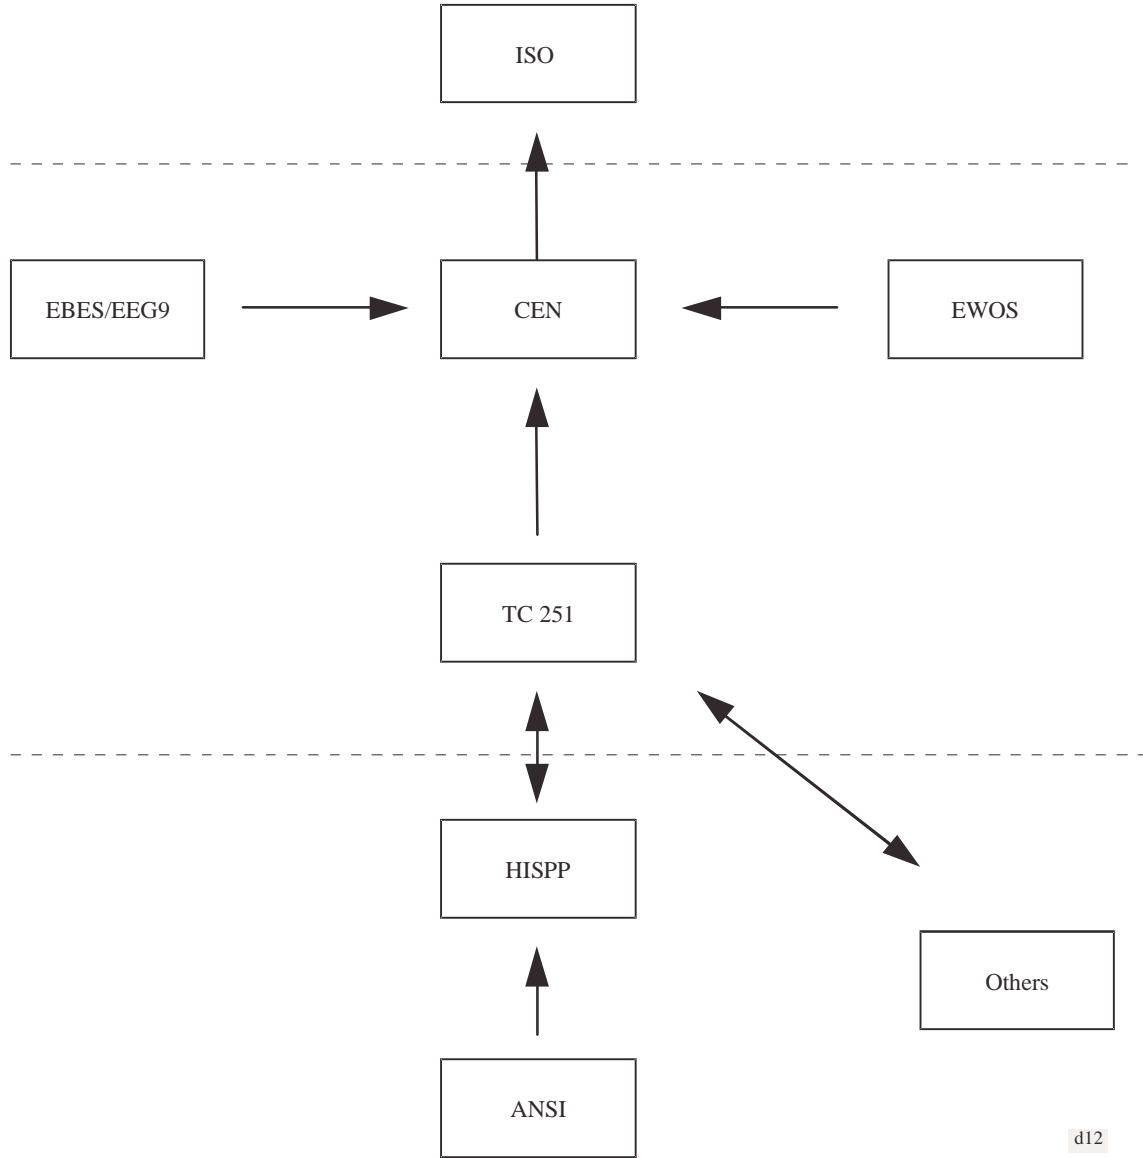 ISO
EBES/EEG9
CEN
EWOS
TC 251
HISPP
Others
ANSI
d12